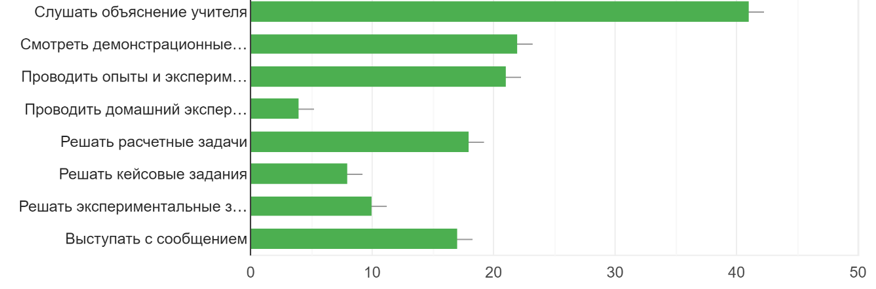 Слушать объяснение учителя
Смотреть демонстрационные…
Проводить опыты и эксперим…
Проводить домашний экспер…
Решать расчетные задачи
Решать кейсовые задания
Решать экспериментальные з…
Выступать с сообщением
0 10 20 30 40 50